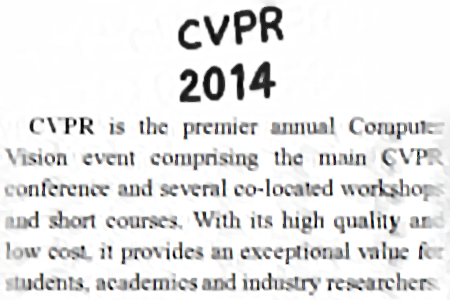 CVPR
2014
CVPR is the premier annual Computer
Vision event comprising the main CVPR
conference and several co-located workshops
and short courses. With its high quality and
low cost, it provides an exceptional value for
students, academics and industry researchers.